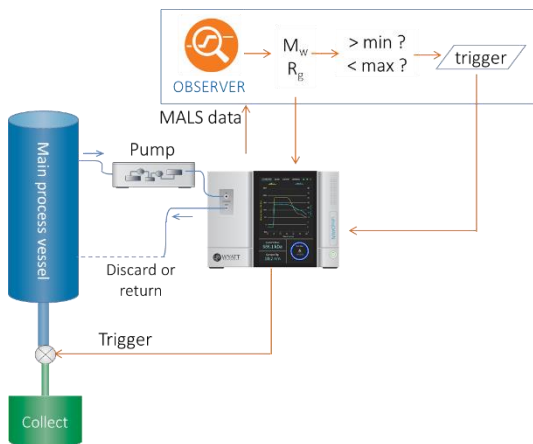 OBSERVER
Mw
Rg
> min ?
< max ?
trigger
MALS data
Main process vessel
Pump
Discard or
return
WYATT
Trigger
Collect